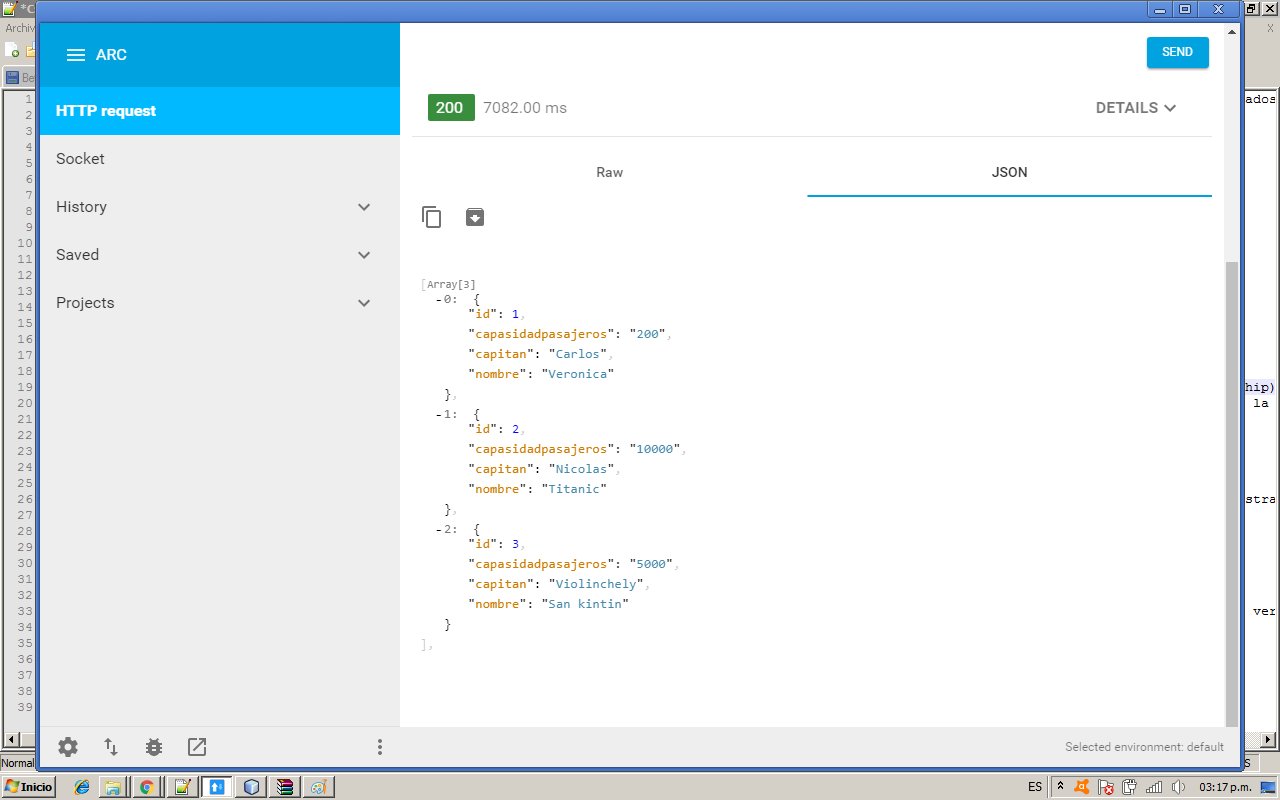 *C
Archiv
Be
ARC
SEND
HTTP request
200 7082.00 ms
DETAILS
Socket
Raw
JSON
History
Saved
Projects
[Array[3]
-0: {
"id": 1,
"capasidadpasajeros": "200",
"capitan": "Carlos",
"nombre": "Veronica"
},
-1: {
"id": 2,
"capasidadpasajeros": "10000",
"capitan": "Nicolas",
"nombre": "Titanic"
},
-2: {
"id": 3,
"capasidadpasajeros": "5000",
"capitan": "Violinchely",
"nombre": "San kintin"
}
],
1
2
3
4
5
6
7
8
9
10
11
12
13
14
15
16
17
18
19
20
21
22
23
24
25
26
27
28
29
30
31
32
33
34
35
36
37
38
39
ados
hip)
la
stra
ver
Selected environment: default
Normal
S
Inicio
ES
03:17 p.m.